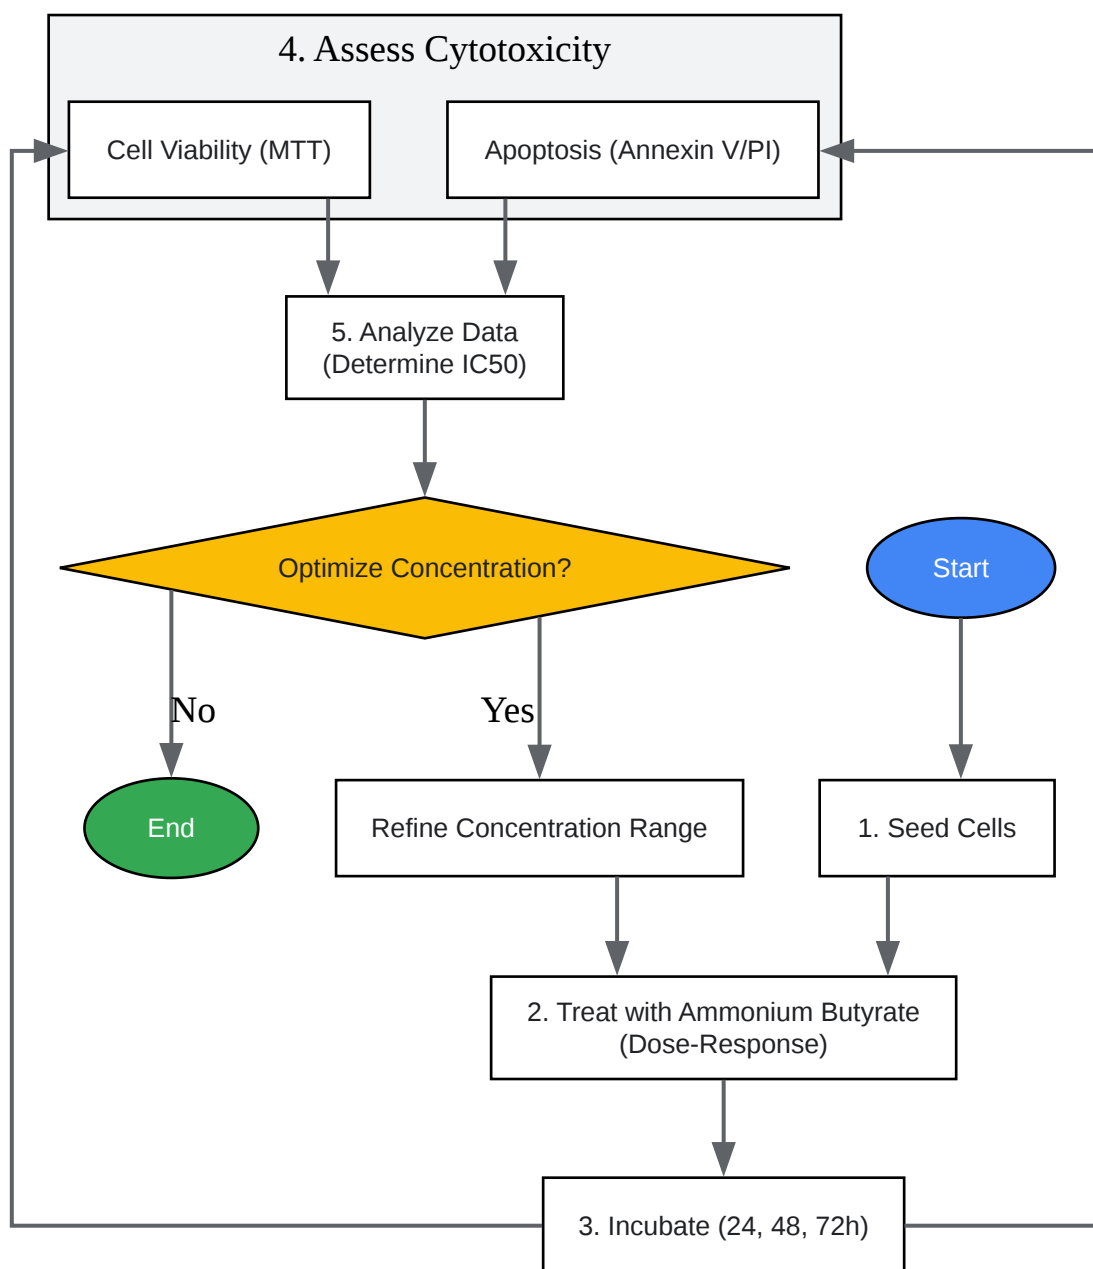 4. Assess Cytotoxicity
Cell Viability (MTT)
Apoptosis (Annexin V/PI)
5. Analyze Data
(Determine IC50)
Optimize Concentration?
Start
No
Yes
End
Refine Concentration Range
1. Seed Cells
2. Treat with Ammonium Butyrate
(Dose-Response)
3. Incubate (24, 48, 72h)